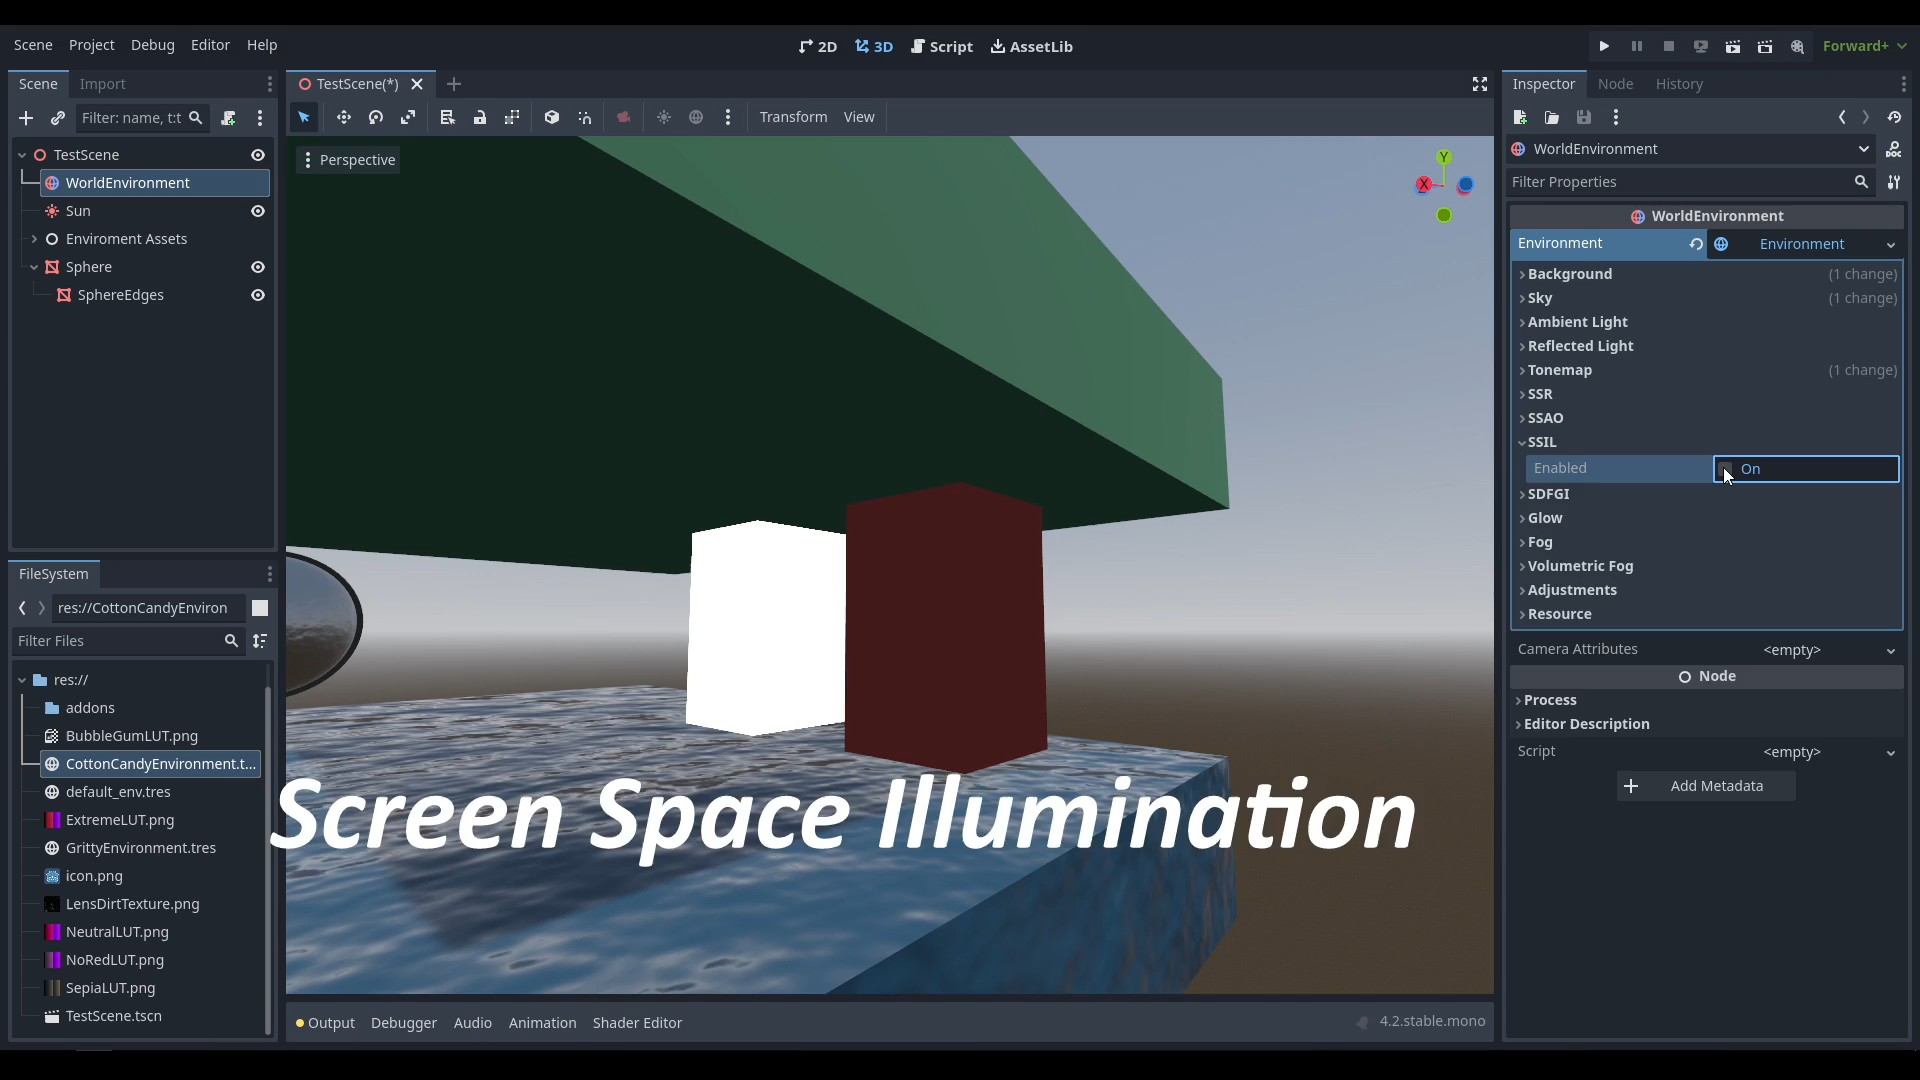 Scene Project Debug Editor Help
2D 3D Script AssetLib
Forward+
Scene Import
Filter: name, t:t
TestScene
WorldEnvironment
Sun
Enviroment Assets
Sphere
SphereEdges
FileSystem
res://CottonCandyEnviron
Filter Files
res://
addons
BubbleGumLUT.png
CottonCandyEnvironment.t...
default_env.tres
ExtremeLUT.png
GrittyEnvironment.tres
icon.png
LensDirtTexture.png
NeutralLUT.png
NoRedLUT.png
SepiaLUT.png
TestScene.tscn
TestScene(*)
Transform View
Perspective
Y
X
Screen Space Illumination
Output Debugger Audio Animation Shader Editor
4.2.stable.mono
Inspector Node History
WorldEnvironment
DOC
Filter Properties
WorldEnvironment
Environment Environment
Background (1 change)
Sky (1 change)
Ambient Light
Reflected Light
Tonemap (1 change)
SSR
SSAO
SSIL
Enabled On
SDFGI
Glow
Fog
Volumetric Fog
Adjustments
Resource
Camera Attributes <empty>
Node
Process
Editor Description
Script <empty>
Add Metadata